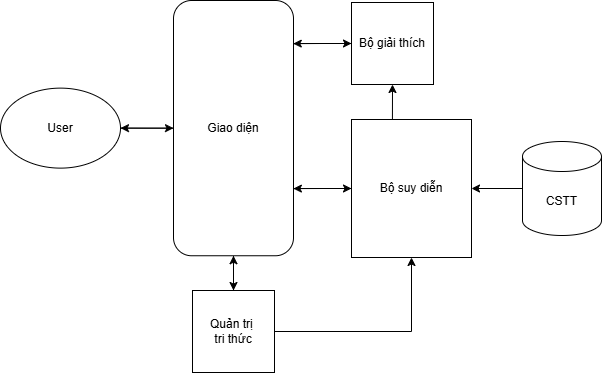 Bộ giải thích
User
Giao diện
Bộ suy diễn
CSTT
Quản trị
tri thức